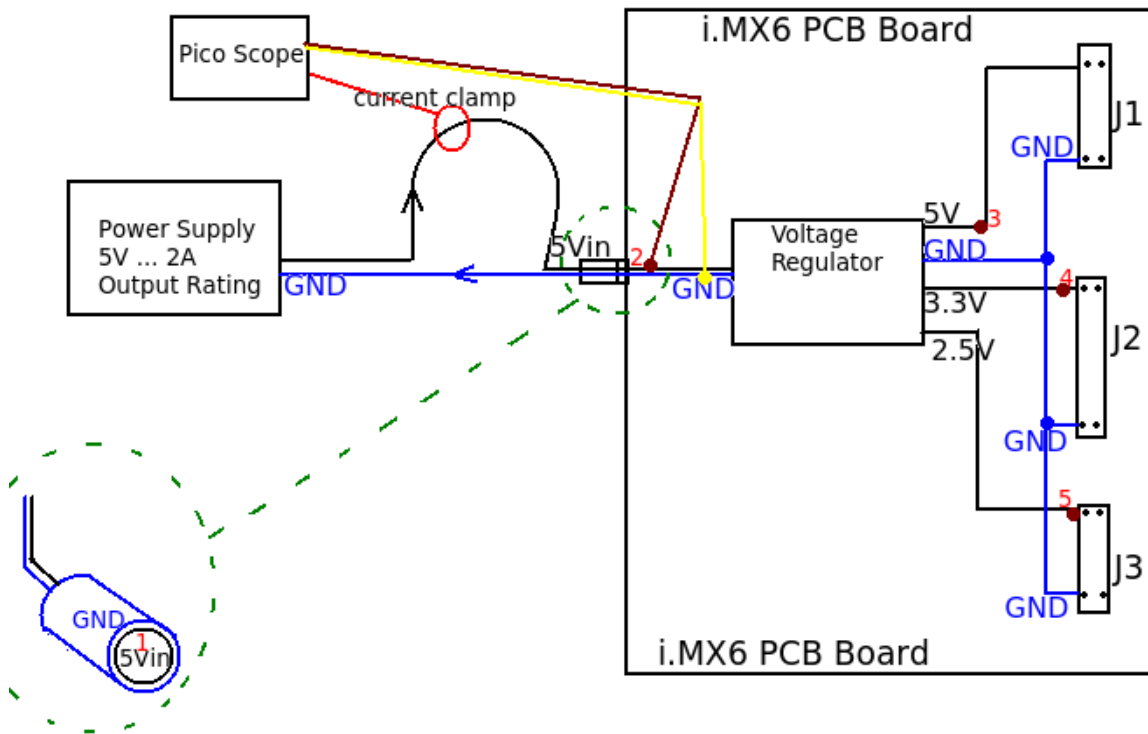 i.MX6 PCB Board
Pico Scope
current clamp
J1
GND
Power Supply
5V ... 2A
Output Rating
GND
5Vin
2
GND
Voltage
Regulator
5V
3
GND
4
3.3V
2.5V
J2
GND
5
J3
GND
GND
1
5Vin
i.MX6 PCB Board